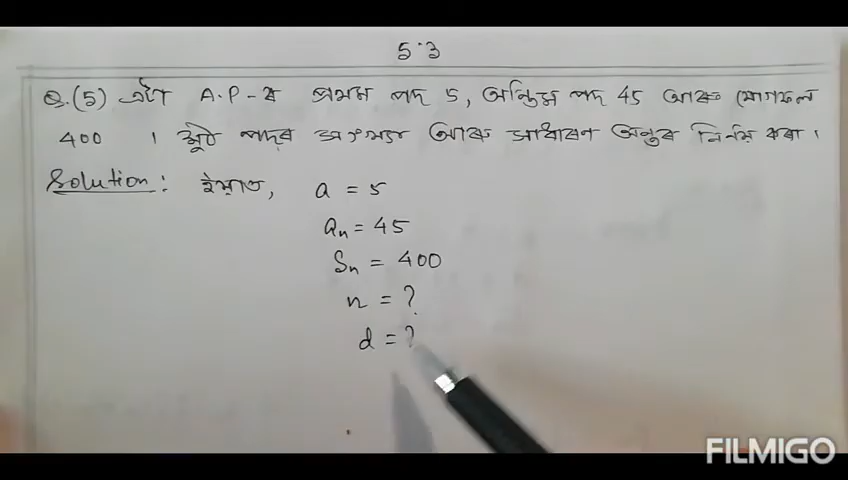 5.3
Q.(5) এটা A.P-ৰ প্ৰথম পদ 5, অন্তিম পদ 45 আৰু যোগফল
400 । মুঠ পদৰ সংখ্যা আৰু সাধাৰণ অন্তৰ নিৰ্ণয় কৰা ।
Solution: ইয়াত, a = 5
aₙ = 45
Sₙ = 400
n = ?
d = ?
FILMIGO